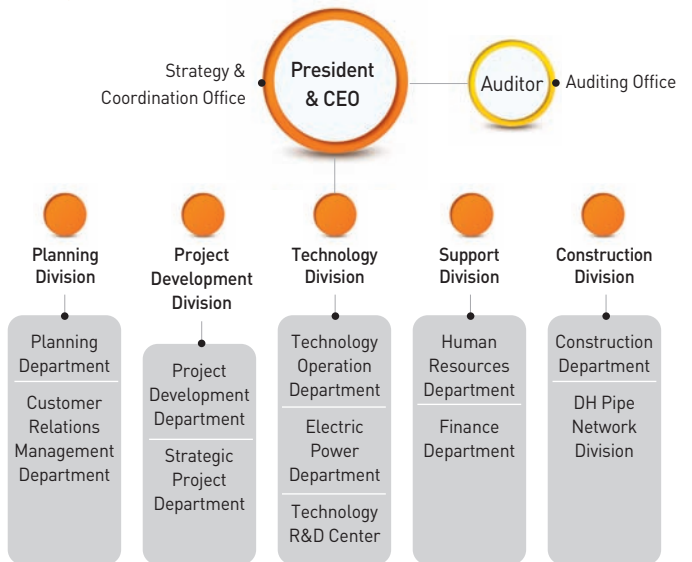 Strategy &
Coordination Office
President
& CEO
Auditor
Auditing Office
Planning
Division
Project
Development
Division
Technology
Division
Support
Division
Construction
Division
Planning
Department
Customer
Relations
Management
Department
Project
Development
Department
Strategic
Project
Department
Technology
Operation
Department
Electric
Power
Department
Technology
R&D Center
Human
Resources
Department
Finance
Department
Construction
Department
DH Pipe
Network
Division